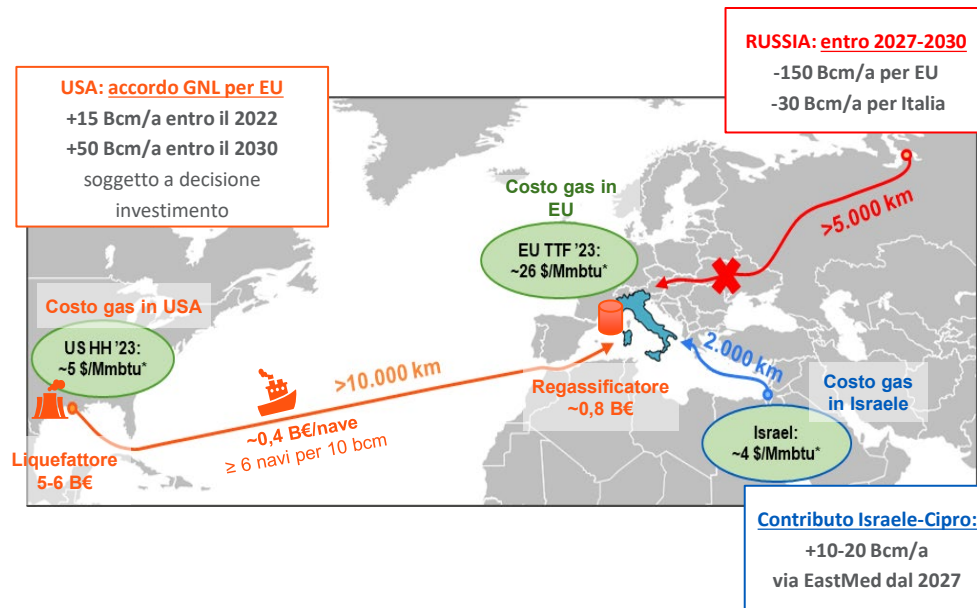 USA: accordo GNL per EU
+15 Bcm/a entro il 2022
+50 Bcm/a entro il 2030
soggetto a decisione
investimento
RUSSIA: entro 2027-2030
-150 Bcm/a per EU
-30 Bcm/a per Italia
Costo gas in
EU
EU TTF '23:
~26 $/Mmbtu*
>5.000 km
Costo gas in USA
US HH '23:
~5 $/Mmbtu*
>10.000 km
~0,4 B€/nave
≥ 6 navi per 10 bcm
Liquefattore
5-6 B€
Regassificatore
~0,8 B€
2.000 km
Costo gas
in Israele
Israel:
~4 $/Mmbtu*
Contributo Israele-Cipro:
+10-20 Bcm/a
via EastMed dal 2027